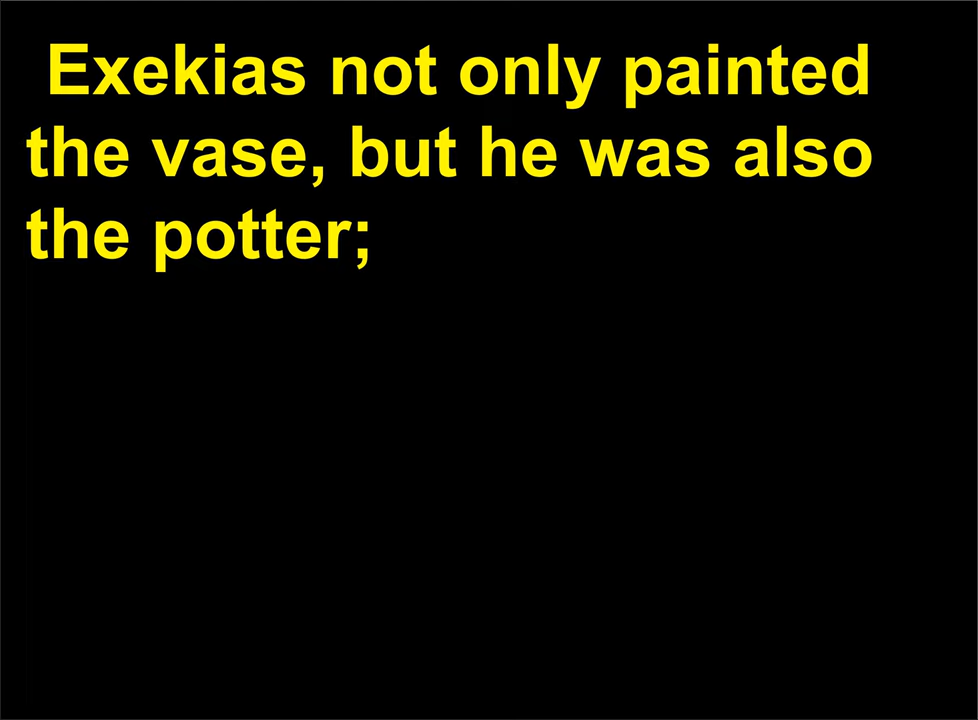 Exekias not only painted
the vase, but he was also
the potter;